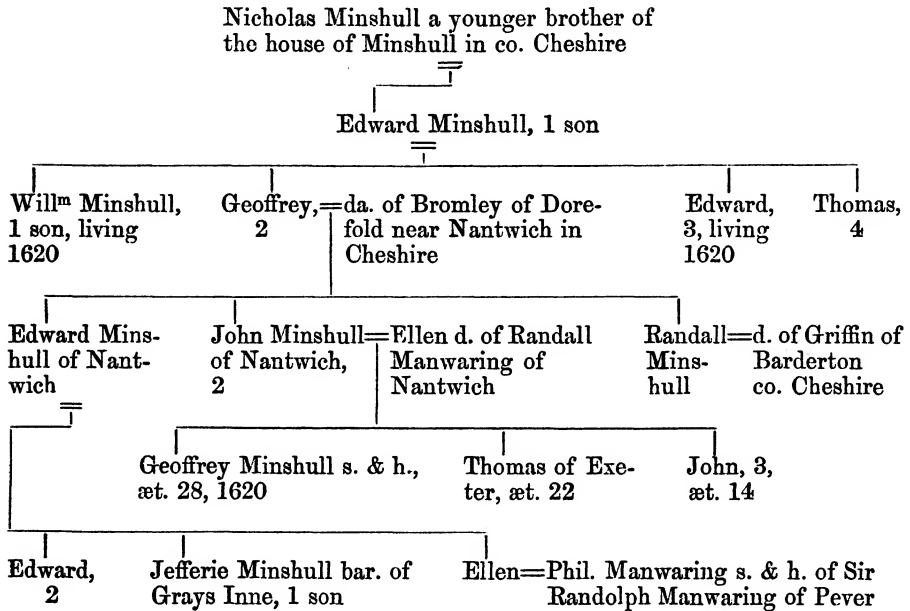 Nicholas Minshull a younger brother of
the house of Minshull in co. Cheshire
Edward Minshull, 1 son
Willᵐ Minshull,
1 son, living
1620
Geoffrey,=da. of Bromley of Dore-
2 fold near Nantwich in
Cheshire
Edward,
3, living
1620
Thomas,
4
Edward Mins-
hull of Nant-
wich
John Minshull=Ellen d. of Randall
of Nantwich, Manwaring of
2 Nantwich
Randall=d. of Griffin of
Mins- Barderton
hull co. Cheshire
Geoffrey Minshull s. & h.,
æt. 28, 1620
Thomas of Exe-
ter, æt. 22
John, 3,
æt. 14
Edward,
2
Jefferie Minshull bar. of
Grays Inne, 1 son
Ellen=Phil. Manwaring s. & h. of Sir
Randolph Manwaring of Pever